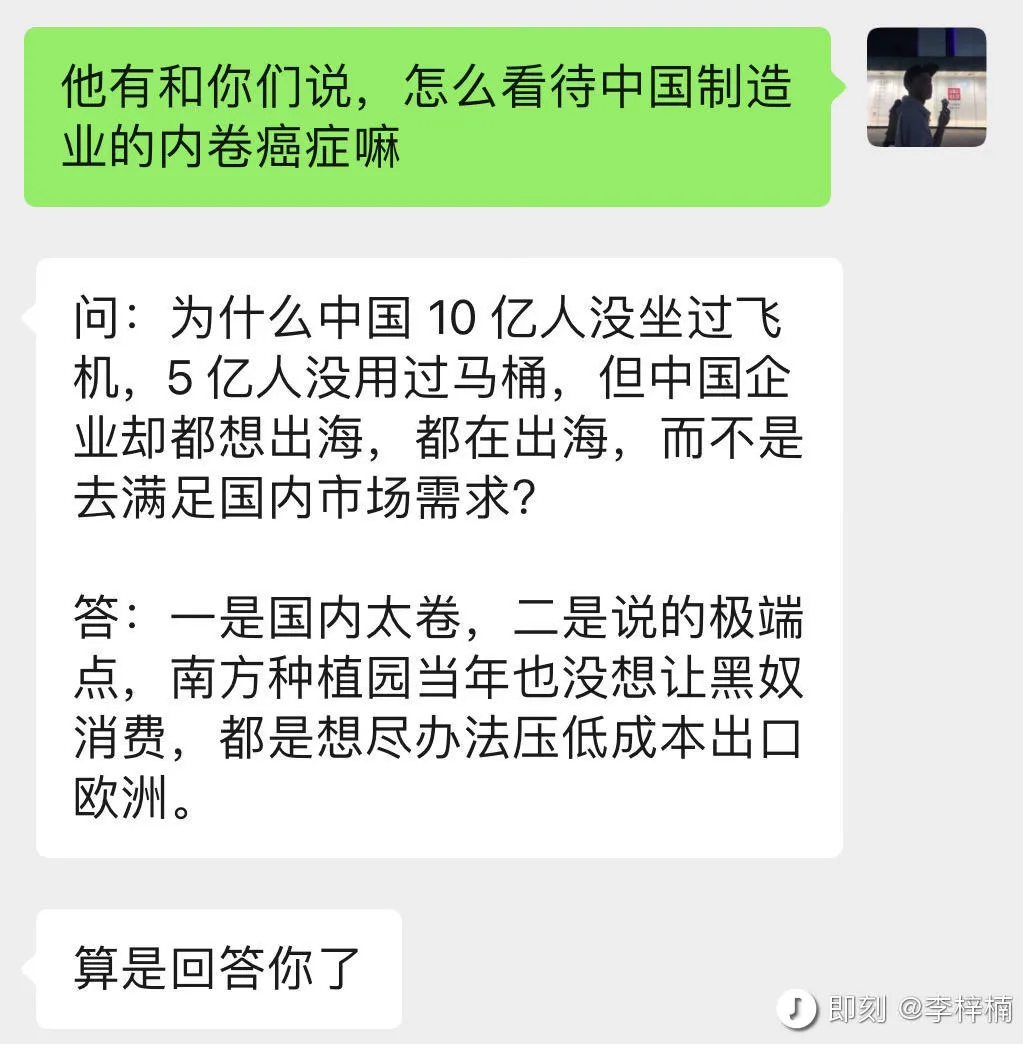 他有和你们说，怎么看待中国制造
业的内卷癌症嘛
问：为什么中国 10 亿人没坐过飞
机，5 亿人没用过马桶，但中国企
业却都想出海，都在出海，而不是
去满足国内市场需求？
答：一是国内太卷，二是说的极端
点，南方种植园当年也没想让黑奴
消费，都是想尽办法压低成本出口
欧洲。
算是回答你了
即刻 @李梓楠